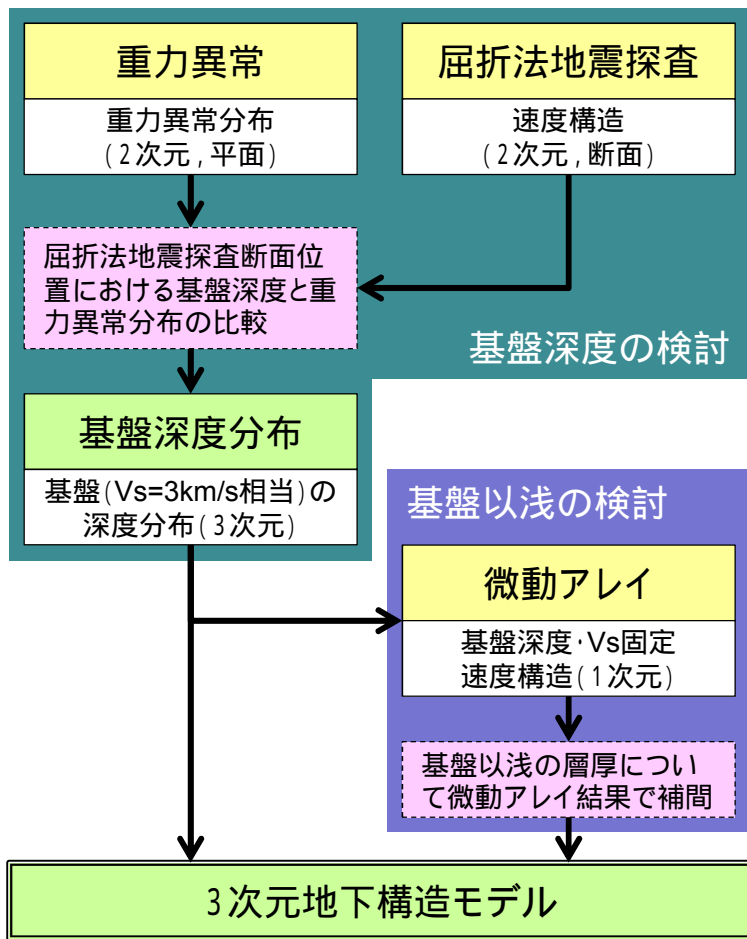 重力異常
重力異常分布
(2次元,平面)
屈折法地震探査
速度構造
(2次元,断面)
屈折法地震探査断面位
置における基盤深度と重
力異常分布の比較
基盤深度の検討
基盤深度分布
基盤(Vs=3km/s相当)の
深度分布(3次元)
基盤以浅の検討
微動アレイ
基盤深度・Vs固定
速度構造(1次元)
基盤以浅の層厚につい
て微動アレイ結果で補間
3次元地下構造モデル